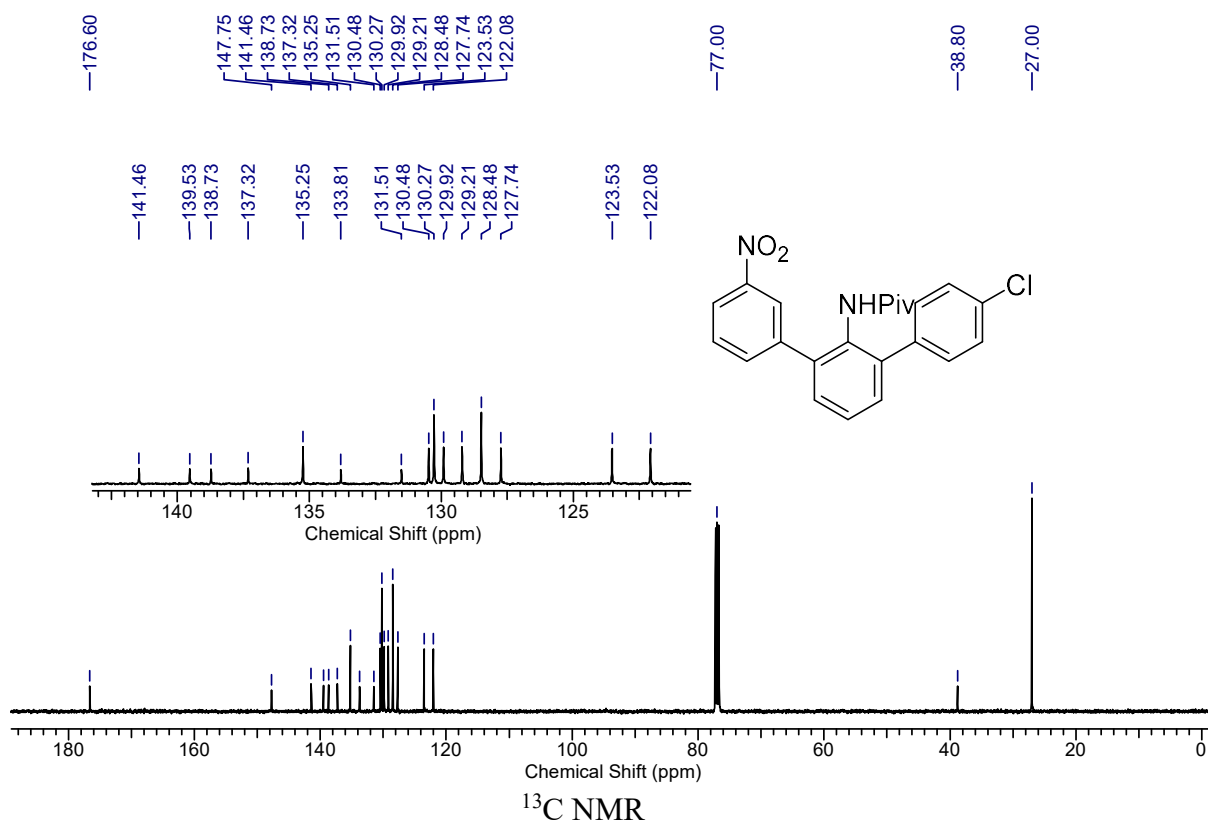 176.60 147.75 141.46 138.73 137.32 135.25 131.51 130.48 130.27 129.92 129.21 128.48 127.74 123.53 122.08 77.00 38.80 27.00
141.46 139.53 138.73 137.32 135.25 133.81 131.51 130.48 130.27 129.92 129.21 128.48 127.74 123.53 122.08
NO2
NHPiv
Cl
140 135 130 125
Chemical Shift (ppm)
180 160 140 120 100 80 60 40 20 0
Chemical Shift (ppm)
13C NMR